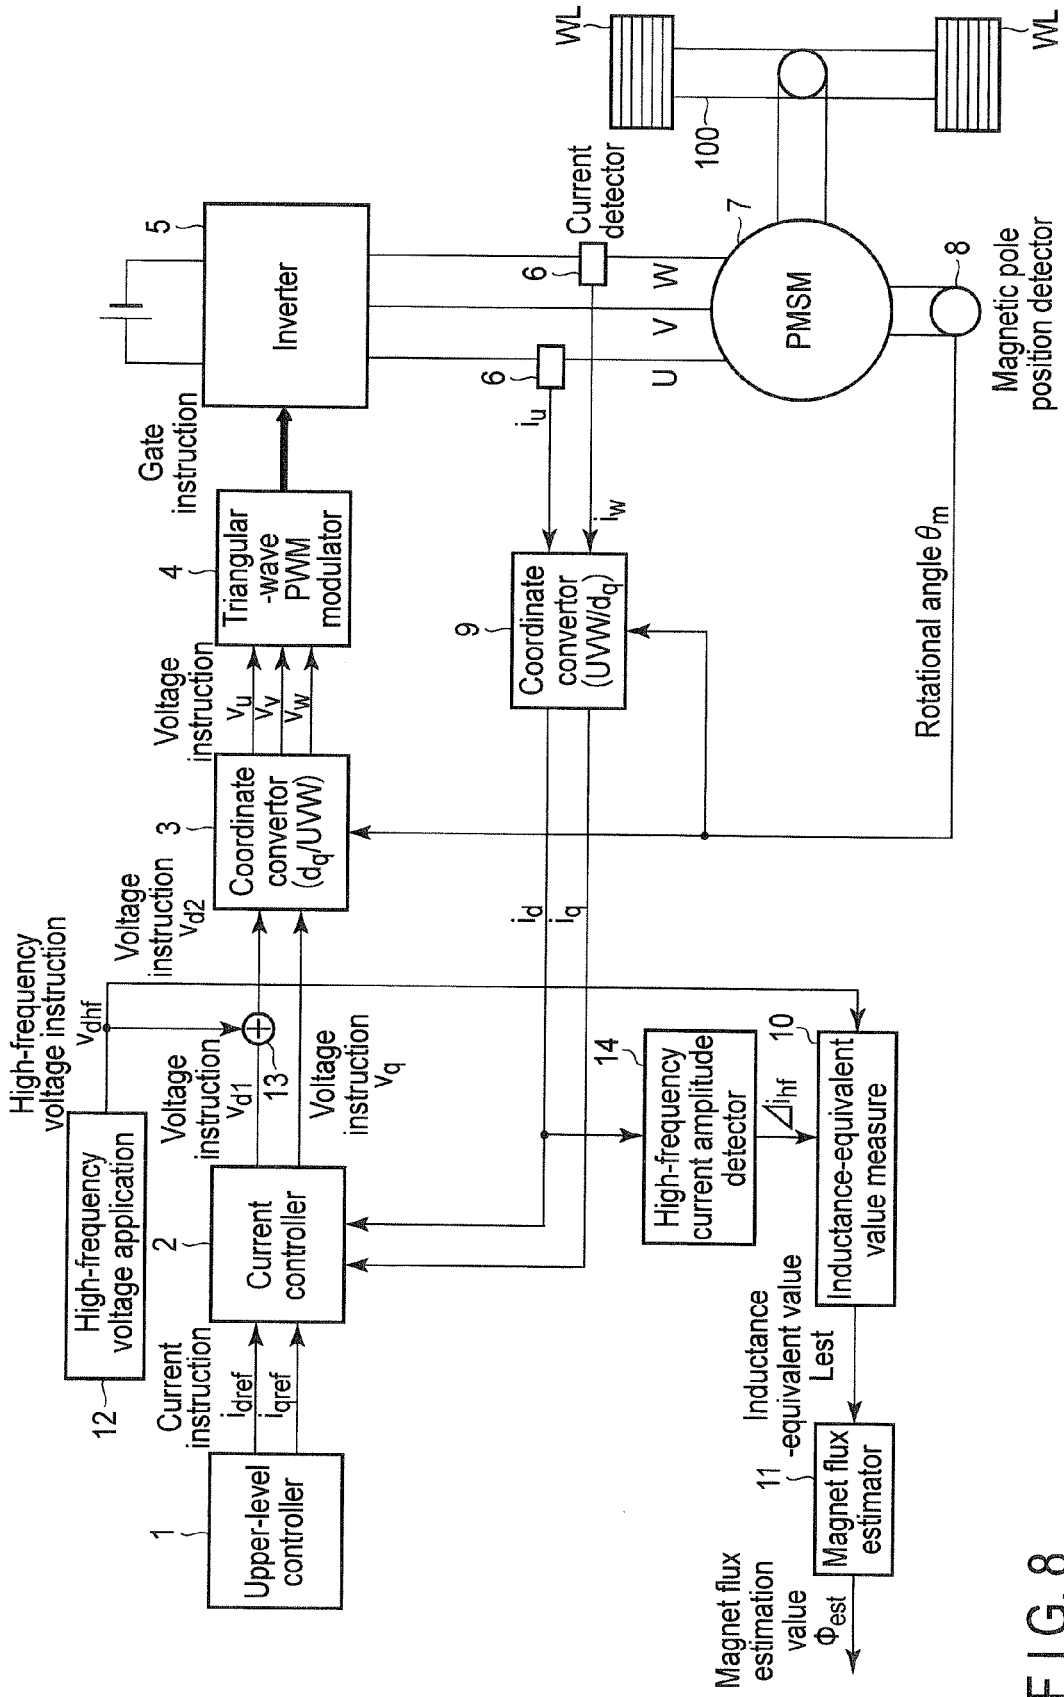 High-frequency
voltage instruction
vdhf
12
High-frequency
voltage application
Voltage
instruction
vd2
Voltage
instruction
vd1
13
Voltage
instruction
vq
1
Upper-level
controller
Current
instruction
idref
iqref
2
Current
controller
3
Coordinate
convertor
(dq/UVW)
Voltage
instruction
vu
vv
vw
4
Triangular
-wave
PWM
modulator
Gate
instruction
5
Inverter
6
6
Current
detector
iu
iw
U
V
W
7
PMSM
8
Magnetic pole
position detector
100
WL
WL
9
Coordinate
convertor
(UVW/dq)
id
iq
Rotational angle θm
14
High-frequency
current amplitude
detector
Δihf
10
Inductance-equivalent
value measure
Inductance
-equivalent value
Lest
11
Magnet flux
estimator
Magnet flux
estimation
value
Φest
FIG. 8